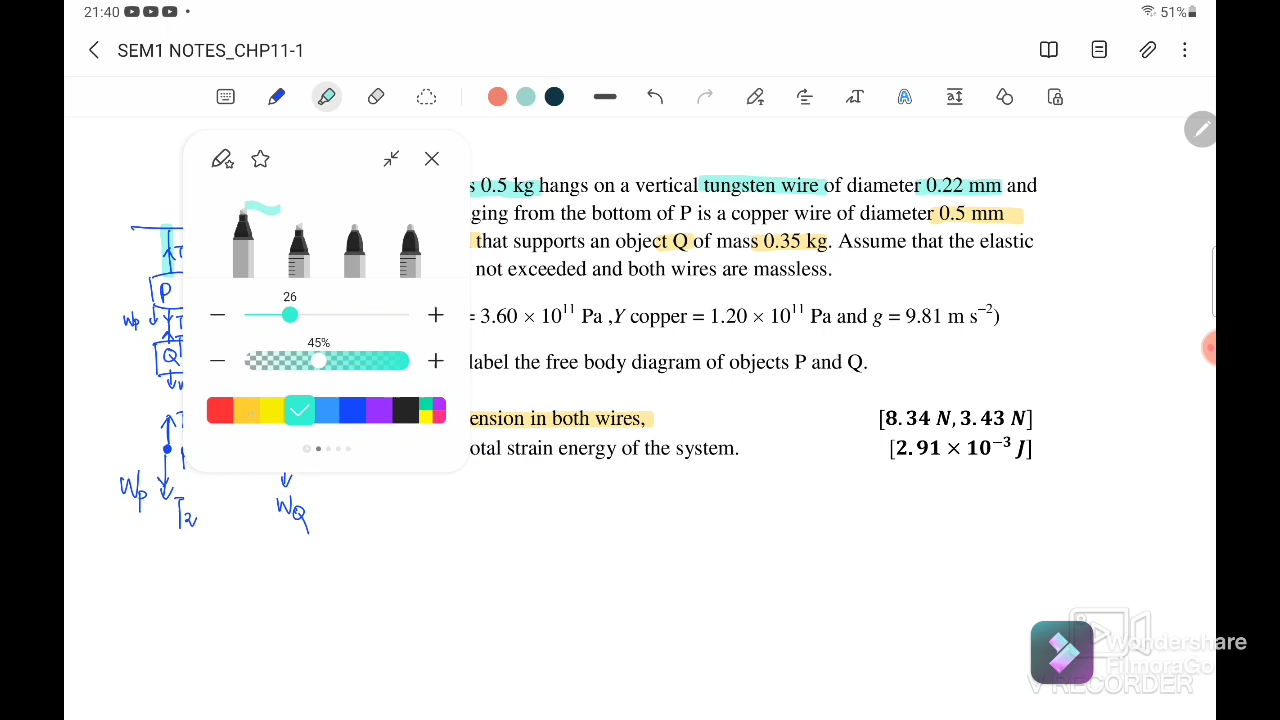 21:40
51%
SEM1 NOTES_CHP11-1
s 0.5 kg hangs on a vertical tungsten wire of diameter 0.22 mm and
ging from the bottom of P is a copper wire of diameter 0.5 mm
that supports an object Q of mass 0.35 kg. Assume that the elastic
not exceeded and both wires are massless.
= 3.60 × 10¹¹ Pa ,Y copper = 1.20 × 10¹¹ Pa and g = 9.81 m s⁻²)
label the free body diagram of objects P and Q.
ension in both wires, [8.34 N, 3.43 N]
otal strain energy of the system. [2.91 × 10⁻³ J]
26
45%
P
Wp
Q
Wp
T2
WQ
Wondershare
FilmoraGo
V RECORDER